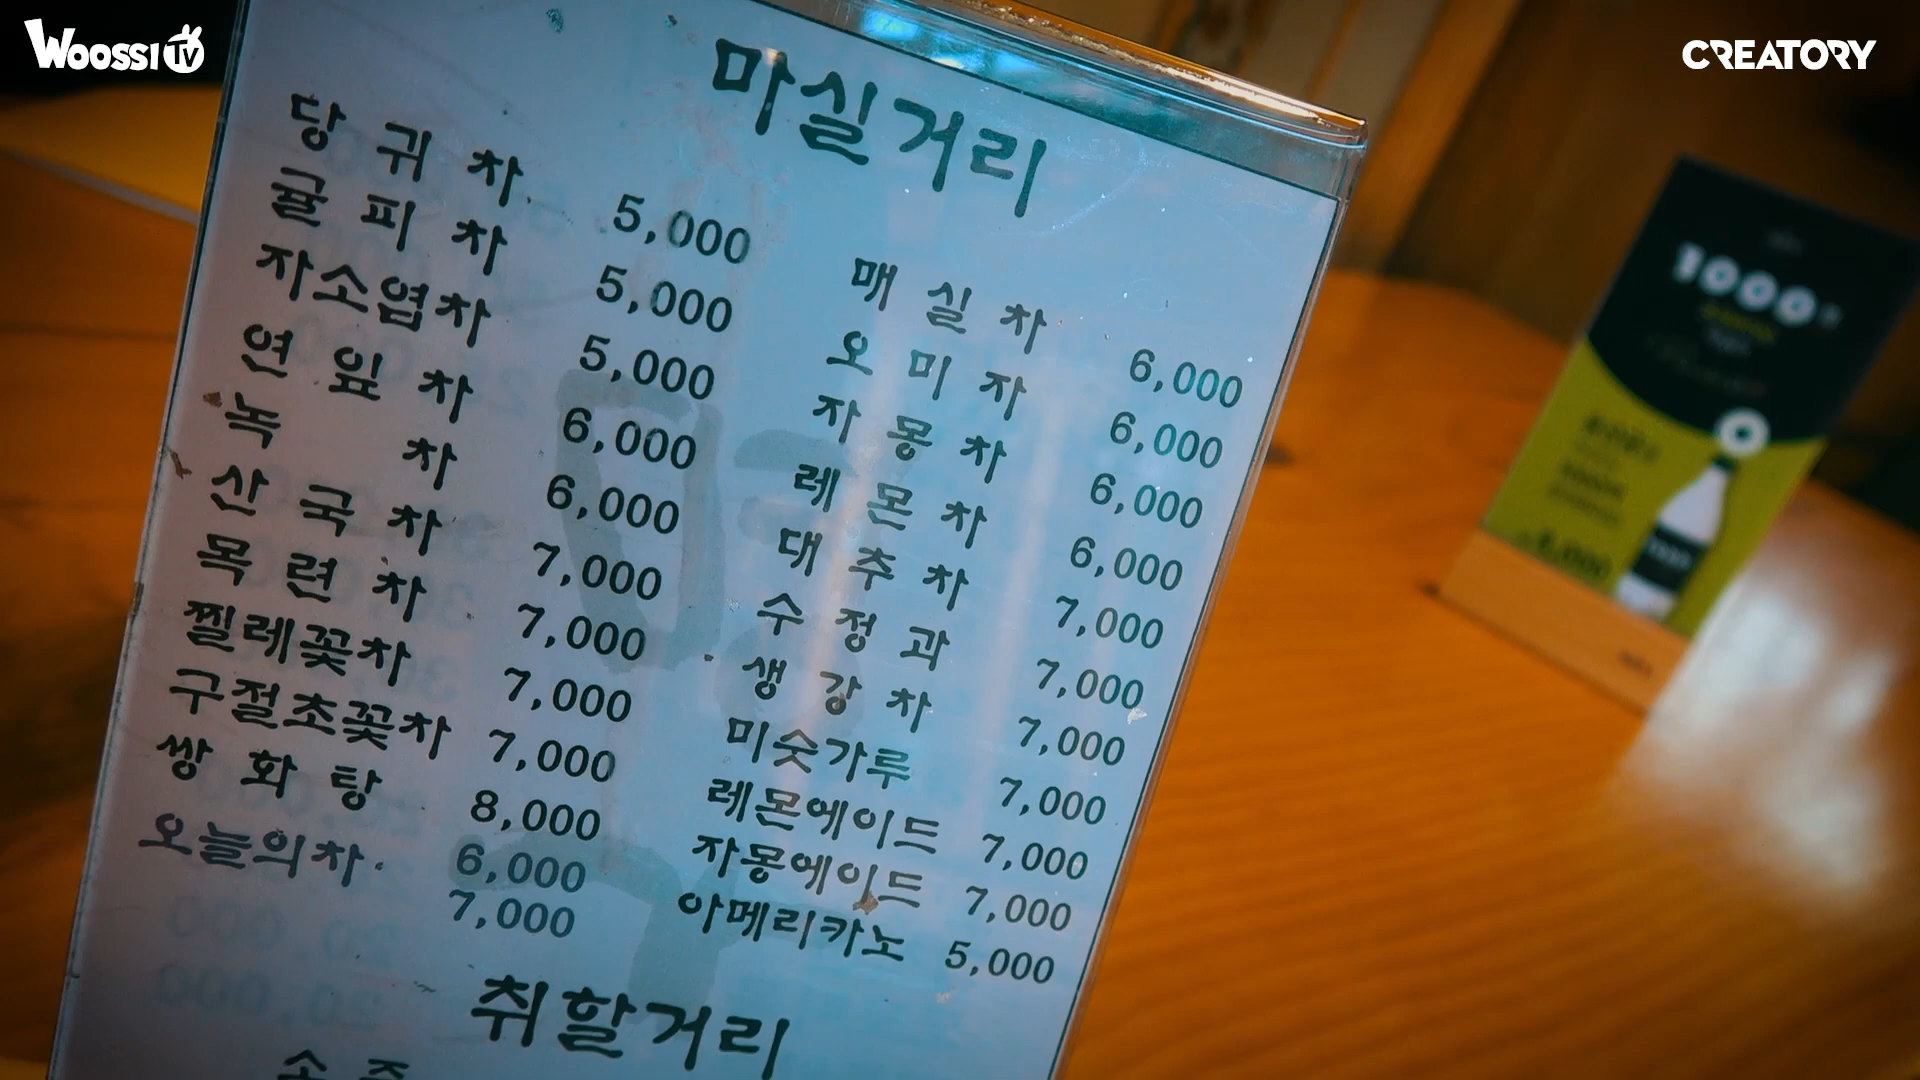 WOOSSI TV
CREATORY
마실거리
당귀차 5,000
귤피차 5,000
자소엽차 5,000
연잎차 6,000
녹차 6,000
산국차 7,000
목련차 7,000
찔레꽃차 7,000
구절초꽃차 7,000
쌍화탕 8,000
오늘의차 6,000
7,000
매실차 6,000
오미자 6,000
자몽차 6,000
레몬차 6,000
대추차 7,000
수정과 7,000
생강차 7,000
미숫가루 7,000
레몬에이드 7,000
자몽에이드 7,000
아메리카노 5,000
취할거리
1000